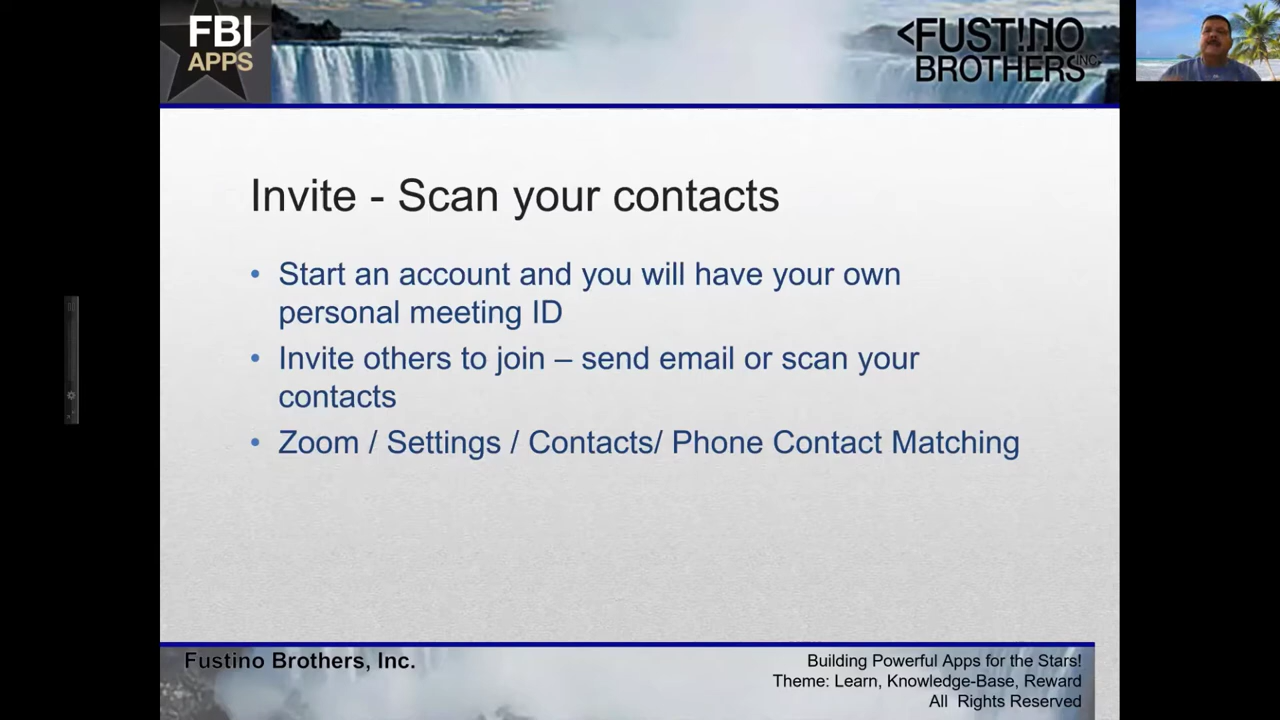 FBI
APPS
<FUST!NO
BROTHERS INC.
Invite - Scan your contacts
• Start an account and you will have your own
personal meeting ID
• Invite others to join – send email or scan your
contacts
• Zoom / Settings / Contacts/ Phone Contact Matching
Fustino Brothers, Inc.
Building Powerful Apps for the Stars!
Theme: Learn, Knowledge-Base, Reward
All Rights Reserved